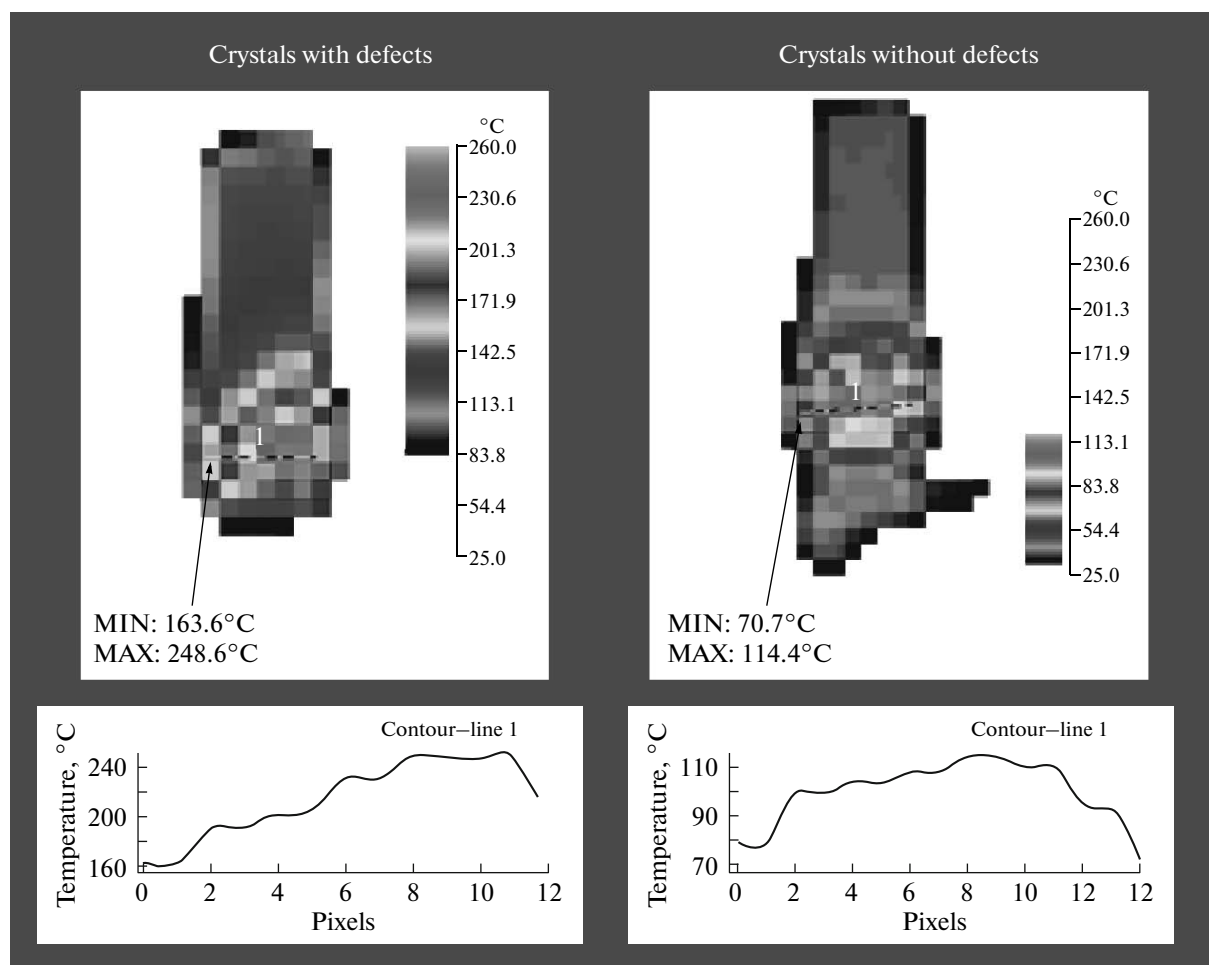 Crystals with defects
°C
260.0
230.6
201.3
171.9
142.5
113.1
83.8
54.4
25.0
1
MIN: 163.6°C
MAX: 248.6°C
Crystals without defects
°C
260.0
230.6
201.3
171.9
142.5
113.1
83.8
54.4
25.0
1
MIN: 70.7°C
MAX: 114.4°C
Contour–line 1
Temperature, °C
240
200
160
0 2 4 6 8 10 12
Pixels
Contour–line 1
Temperature, °C
110
90
70
0 2 4 6 8 10 12 12
Pixels